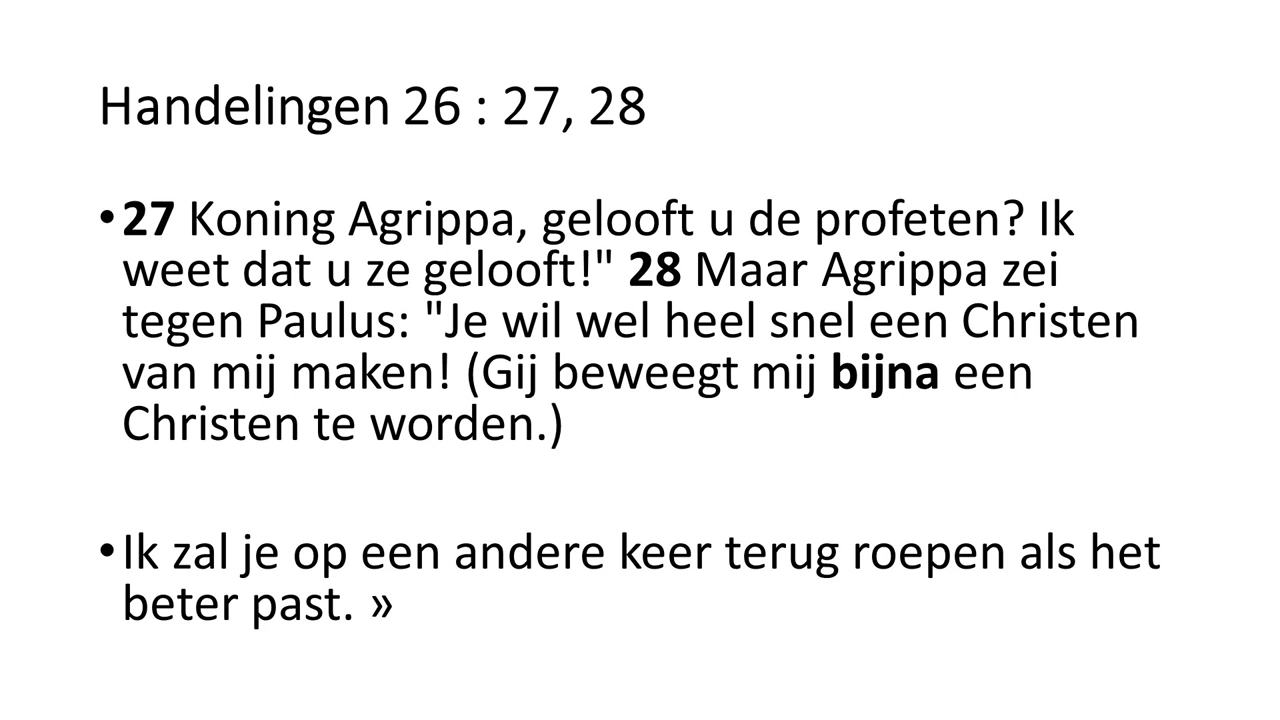 Handelingen 26 : 27, 28
•27 Koning Agrippa, gelooft u de profeten? Ik
weet dat u ze gelooft!" 28 Maar Agrippa zei
tegen Paulus: "Je wil wel heel snel een Christen
van mij maken! (Gij beweegt mij bijna een
Christen te worden.)
•Ik zal je op een andere keer terug roepen als het
beter past. »